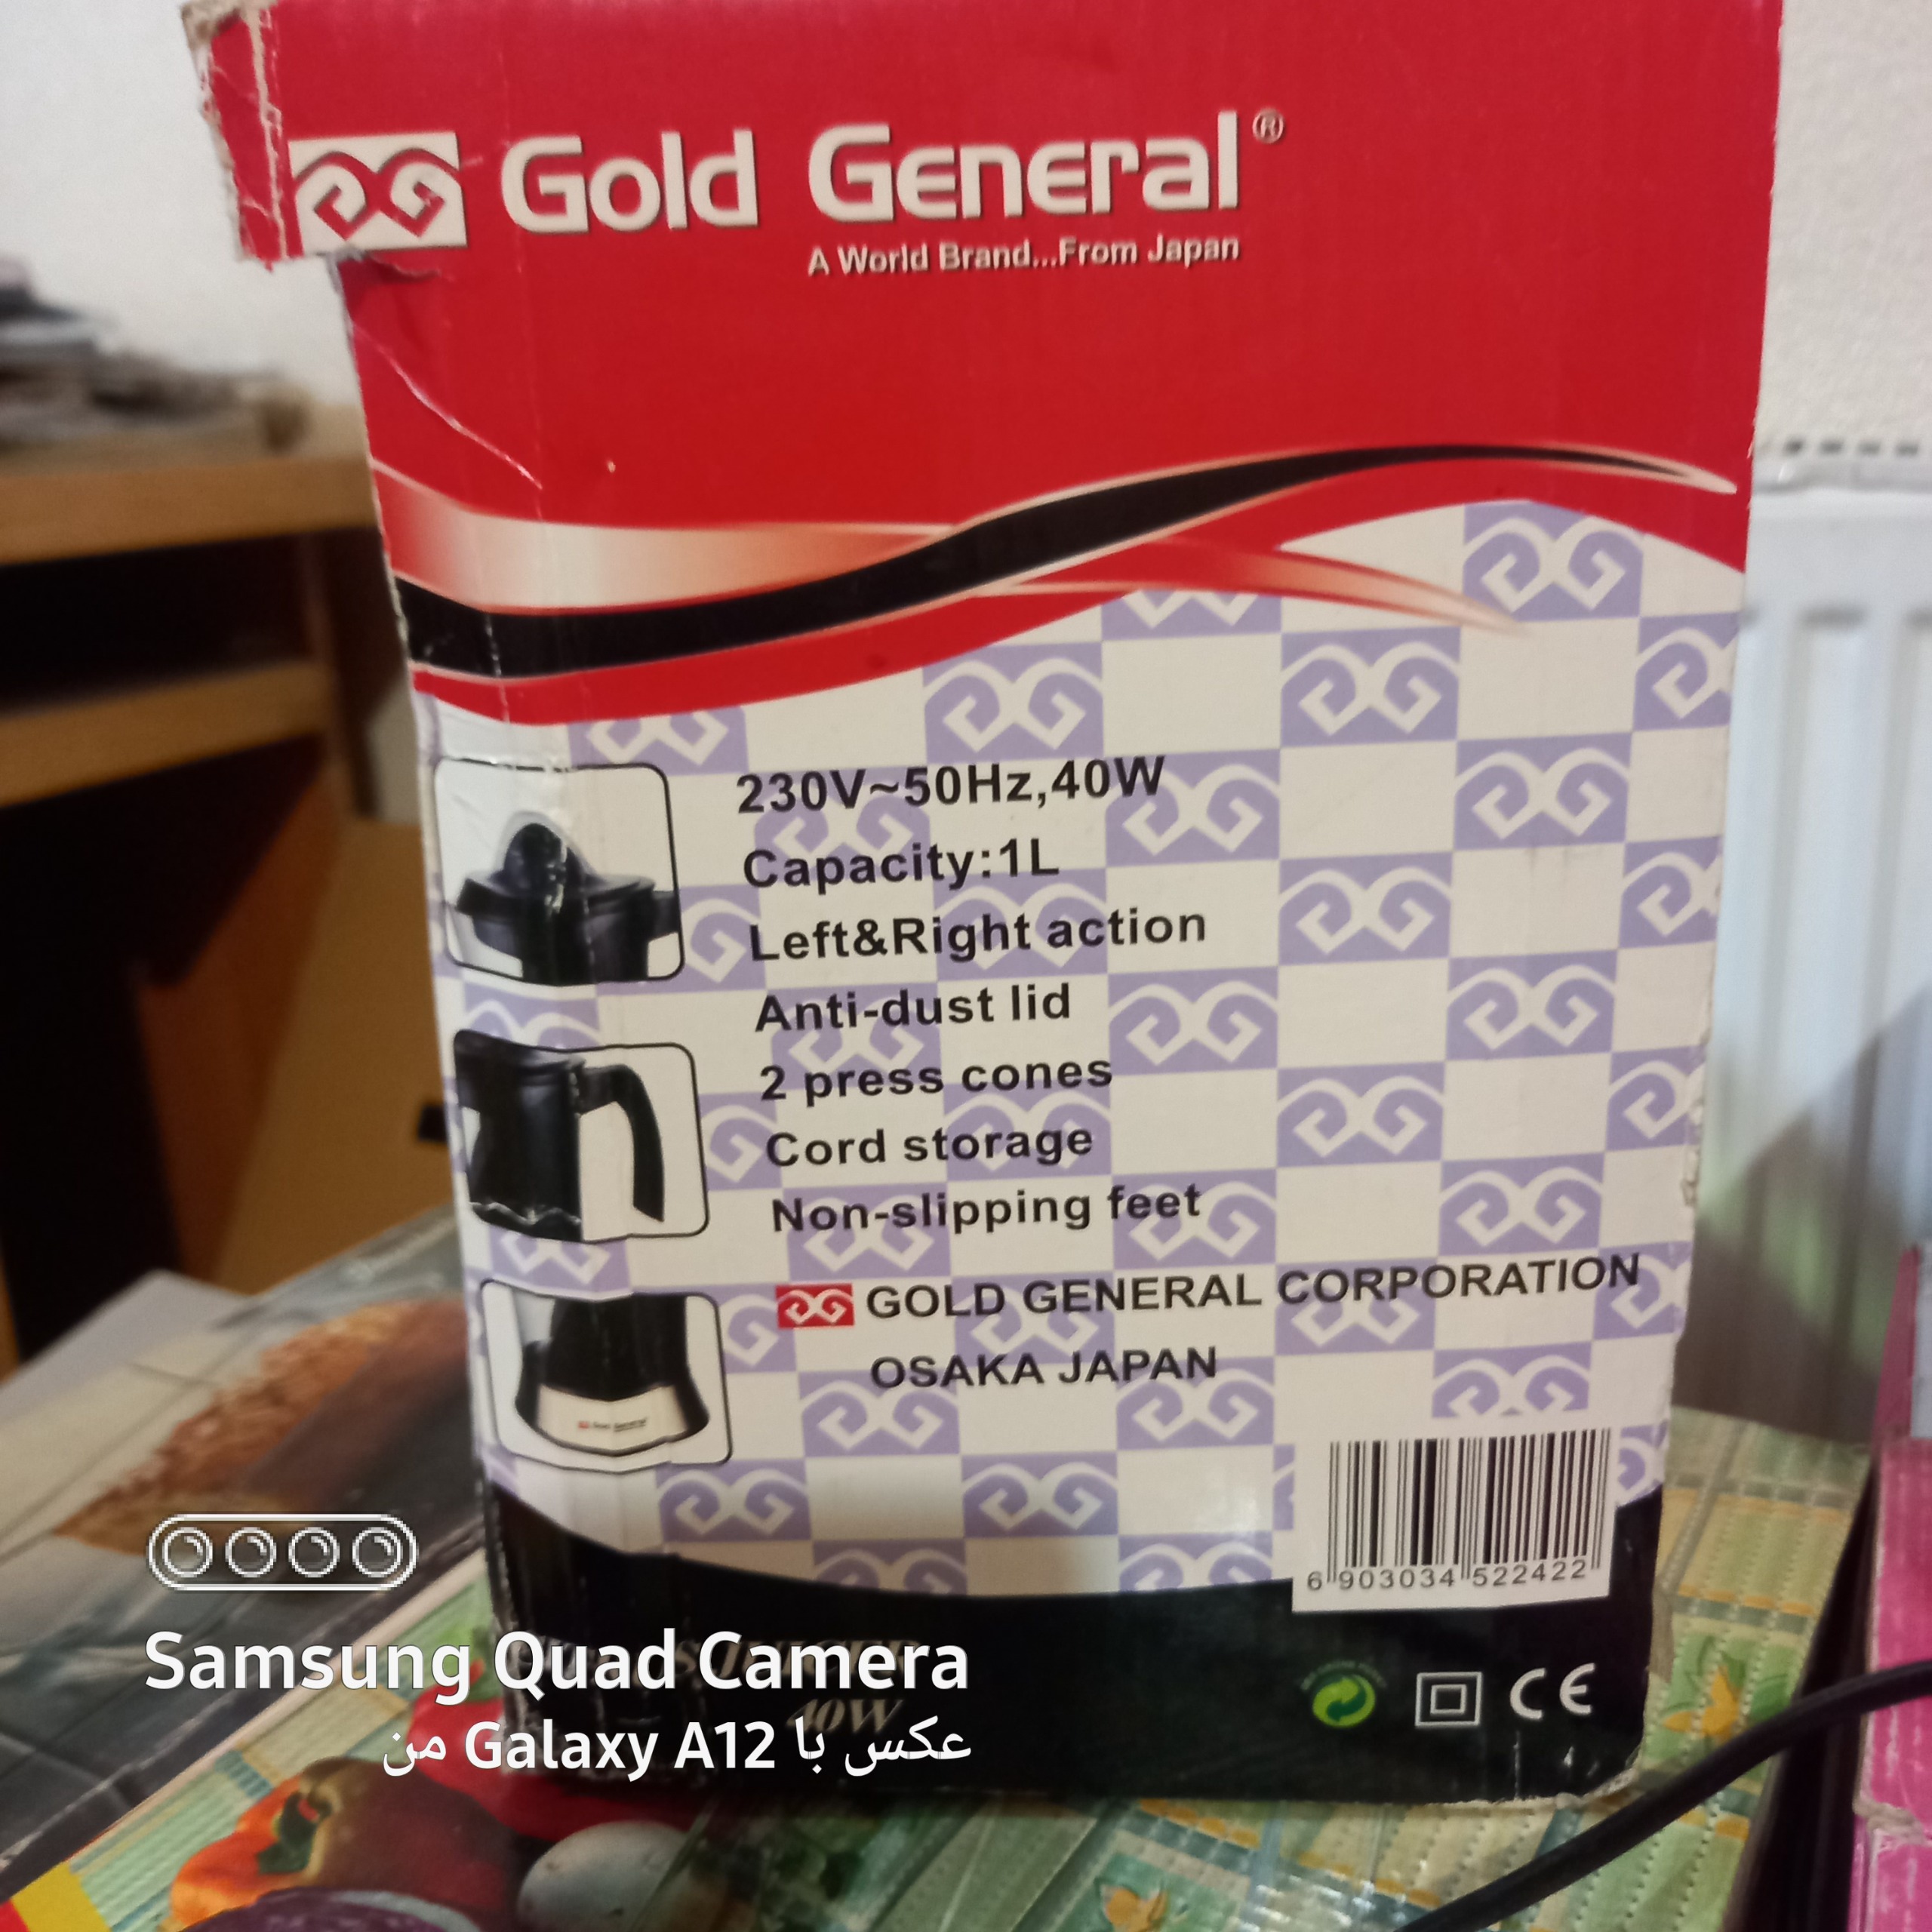 Gold General®
A World Brand...From Japan
230V~50Hz,40W
Capacity:1L
Left&Right action
Anti-dust lid
2 press cones
Cord storage
Non-slipping feet
GOLD GENERAL CORPORATION
OSAKA JAPAN
6 903034 522422
40W
CE
Samsung Quad Camera
عکس با Galaxy A12 من